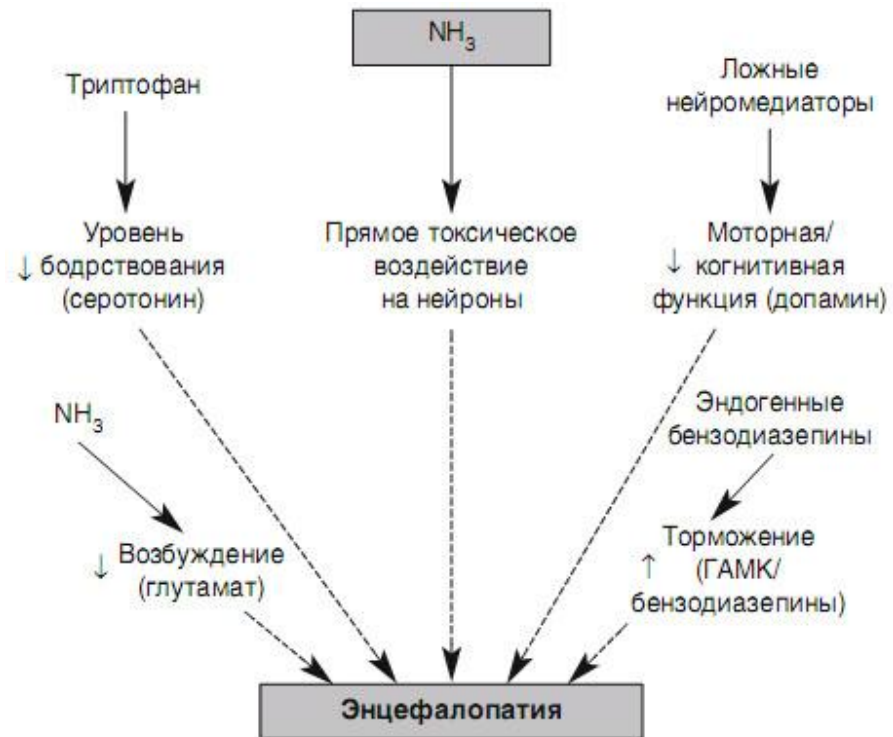 NH3
Триптофан
Ложные
нейромедиаторы
Уровень
↓ бодрствования
(серотонин)
Прямое токсическое
воздействие
на нейроны
Моторная/
↓ когнитивная
функция (допамин)
NH3
Эндогенные
бензодиазепины
↓ Возбуждение
(глутамат)
Торможение
↑ (ГАМК/
бензодиазепины)
Энцефалопатия